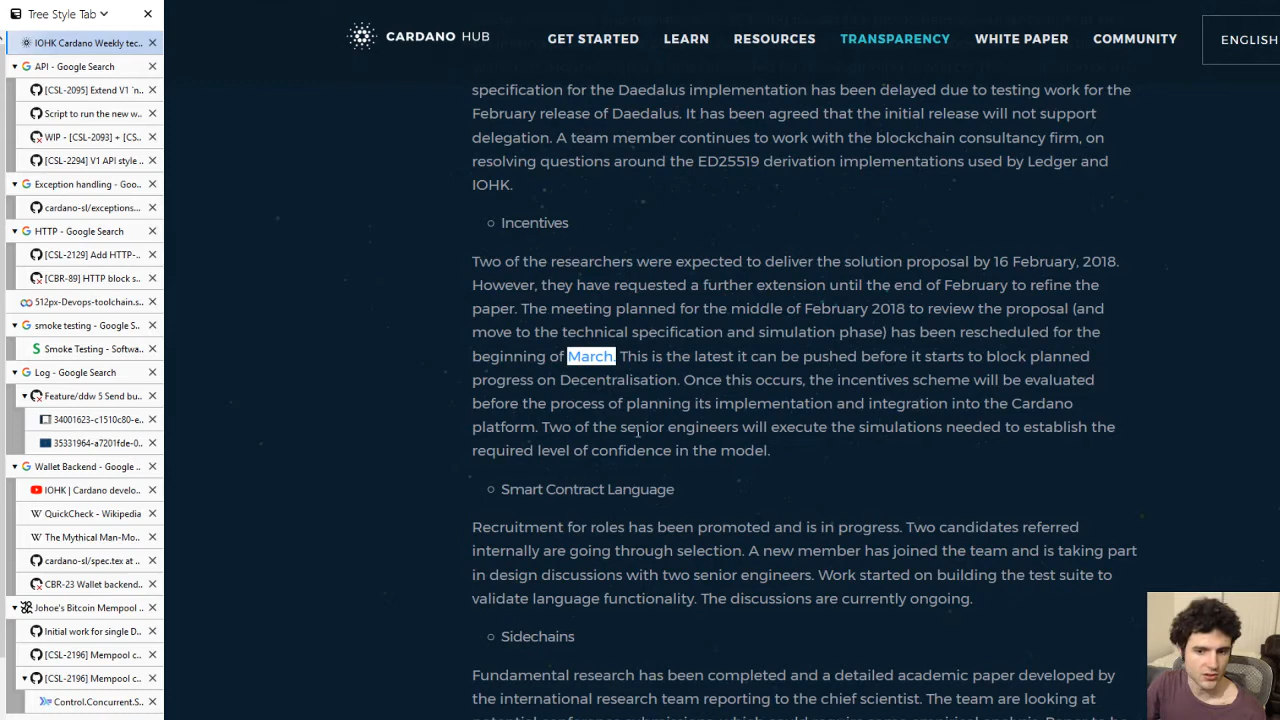 Tree Style Tab
IOHK Cardano Weekly tec..
API - Google Search
[CSL-2095] Extend V1 'n..
Script to run the new w..
WIP - [CSL-2093] + [CS..
[CSL-2294] V1 API style ..
Exception handling - Goo..
cardano-sl/exceptions...
HTTP - Google Search
[CSL-2129] Add HTTP-..
[CBR-89] HTTP block s..
512px-Devops-toolchain.s..
smoke testing - Google S..
Smoke Testing - Softwa..
Log - Google Search
Feature/ddw 5 Send bu..
34001623-c1510c80-e..
35331964-a7201fde-0..
Wallet Backend - Google ..
IOHK | Cardano develo..
QuickCheck - Wikipedia
The Mythical Man-Mo..
cardano-sl/spec.tex at ..
CBR-23 Wallet backend..
Johoe's Bitcoin Mempool ..
Initial work for single D..
[CSL-2196] Mempool c..
[CSL-2196] Mempool c..
Control.Concurrent.S..
CARDANO HUB
GET STARTED
LEARN
RESOURCES
TRANSPARENCY
WHITE PAPER
COMMUNITY
ENGLISH
specification for the Daedalus implementation has been delayed due to testing work for the
February release of Daedalus. It has been agreed that the initial release will not support
delegation. A team member continues to work with the blockchain consultancy firm, on
resolving questions around the ED25519 derivation implementations used by Ledger and
IOHK.
Incentives
Two of the researchers were expected to deliver the solution proposal by 16 February, 2018.
However, they have requested a further extension until the end of February to refine the
paper. The meeting planned for the middle of February 2018 to review the proposal (and
move to the technical specification and simulation phase) has been rescheduled for the
beginning of March. This is the latest it can be pushed before it starts to block planned
progress on Decentralisation. Once this occurs, the incentives scheme will be evaluated
before the process of planning its implementation and integration into the Cardano
platform. Two of the senior engineers will execute the simulations needed to establish the
required level of confidence in the model.
Smart Contract Language
Recruitment for roles has been promoted and is in progress. Two candidates referred
internally are going through selection. A new member has joined the team and is taking part
in design discussions with two senior engineers. Work started on building the test suite to
validate language functionality. The discussions are currently ongoing.
Sidechains
Fundamental research has been completed and a detailed academic paper developed by
the international research team reporting to the chief scientist. The team are looking at